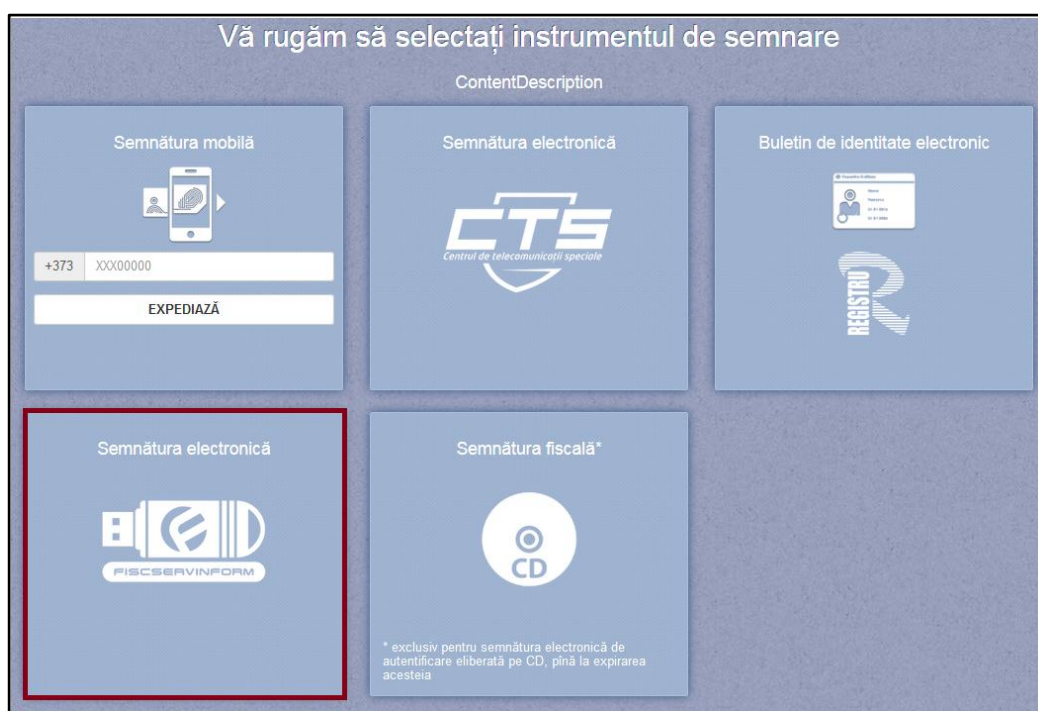 Vă rugăm să selectați instrumentul de semnare
ContentDescription
Semnătura mobilă
+373 XXX00000
EXPEDIAZĂ
Semnătura electronică
CTS
Centrul de telecomunicații speciale
Buletin de identitate electronic
REGISTRU
R
Semnătura electronică
FISCSERVINFORM
Semnătura fiscală*
CD
* exclusiv pentru semnătura electronică de
autentificare eliberată pe CD, pînă la expirarea
acesteia